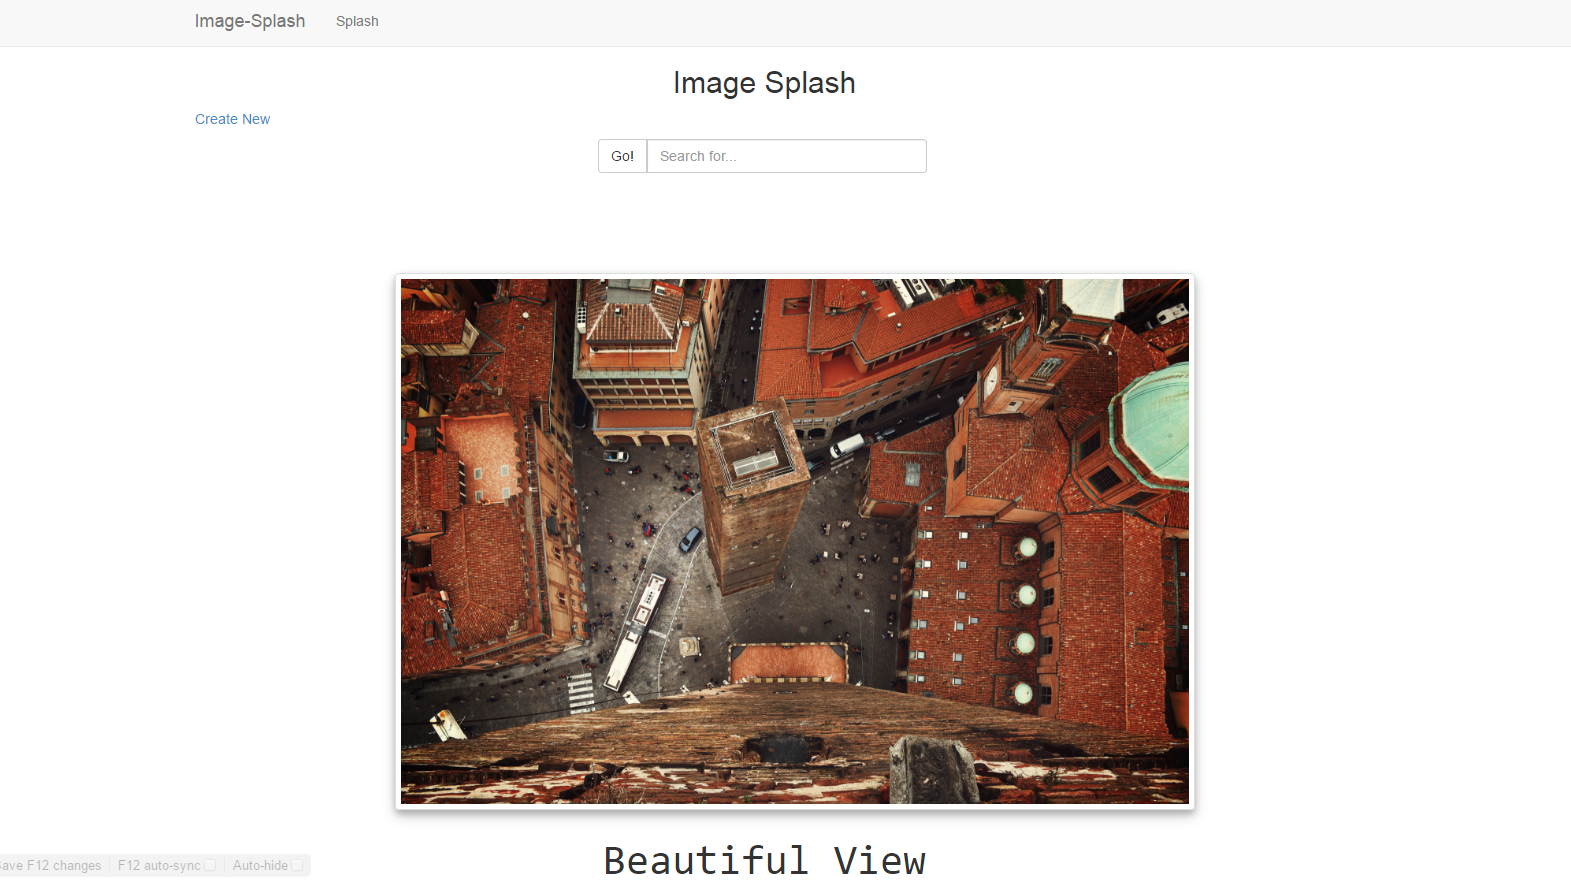 Image-Splash Splash
Image Splash
Create New
Go! Search for...
Beautiful View
Save F12 changes F12 auto-sync Auto-hide